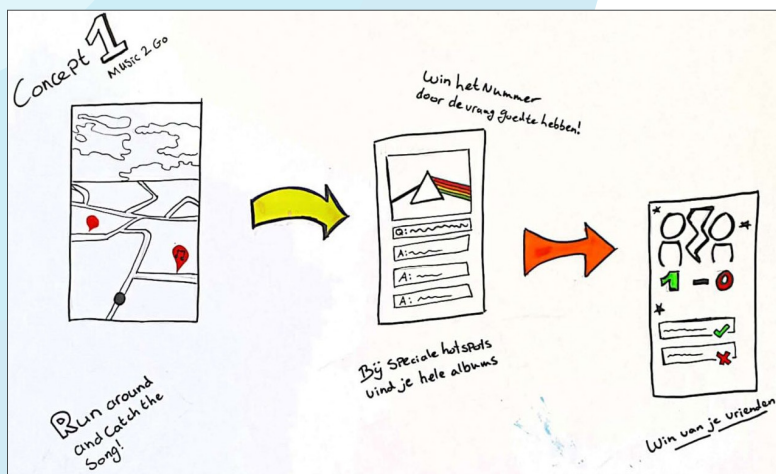 Concept 1
Music 2 Go
Run around
and Catch the
Song!
Win het Nummer
door de vraag goed te hebben!
Q:
A:
A:
A:
Bij Speciale hotspots
vind je hele albums
1 - 0
Win van je vrienden